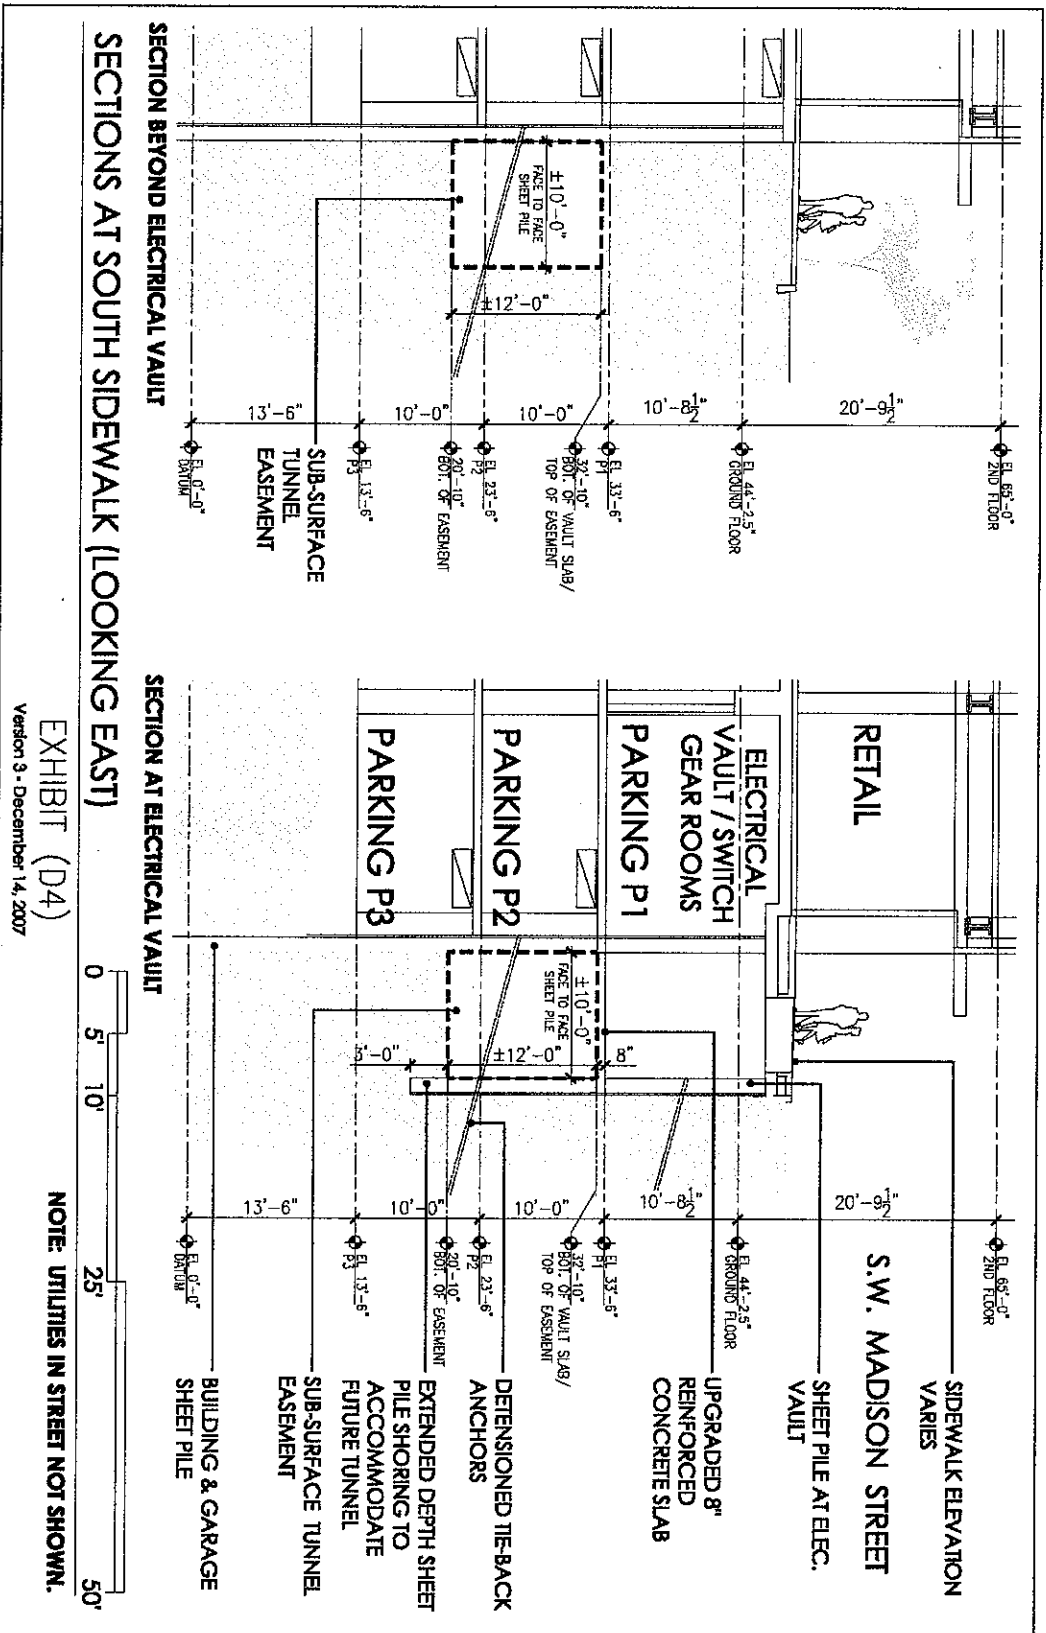 20'-9½"
10'-8½"
10'-0"
10'-0"
13'-6"
EL 65'-0"
2ND FLOOR
EL 44'-2.5"
GROUND FLOOR
EL 33'-6"
P1
32'-10"
BOT. OF VAULT SLAB/
TOP OF EASEMENT
EL 23'-6"
P2
20'-10"
BOT. OF EASEMENT
EL 13'-6"
P3
EL 0'-0"
DATUM
±10'-0"
FACE TO FACE
SHEET PILE
±12'-0"
SUB-SURFACE
TUNNEL
EASEMENT
SECTION BEYOND ELECTRICAL VAULT
RETAIL
ELECTRICAL
VAULT / SWITCH
GEAR ROOMS
PARKING P1
PARKING P2
PARKING P3
±10'-0"
FACE TO FACE
SHEET PILE
8"
±12'-0"
3'-0"
20'-9½"
10'-8½"
10'-0"
10'-0"
13'-6"
S.W. MADISON STREET
EL 65'-0"
2ND FLOOR
EL 44'-2.5"
GROUND FLOOR
EL 33'-6"
P1
32'-10"
BOT. OF VAULT SLAB/
TOP OF EASEMENT
EL 23'-6"
P2
20'-10"
BOT. OF EASEMENT
EL 13'-6"
P3
EL 0'-0"
DATUM
SIDEWALK ELEVATION
VARIES
SHEET PILE AT ELEC.
VAULT
UPGRADED 8"
REINFORCED
CONCRETE SLAB
DETENSIONED TIE-BACK
ANCHORS
EXTENDED DEPTH SHEET
PILE SHORING TO
ACCOMMODATE
FUTURE TUNNEL
SUB-SURFACE TUNNEL
EASEMENT
BUILDING & GARAGE
SHEET PILE
SECTION AT ELECTRICAL VAULT
NOTE: UTILITIES IN STREET NOT SHOWN.
SECTIONS AT SOUTH SIDEWALK (LOOKING EAST)
0 5' 10' 25' 50'
EXHIBIT (D4)
Version 3 - December 14, 2007